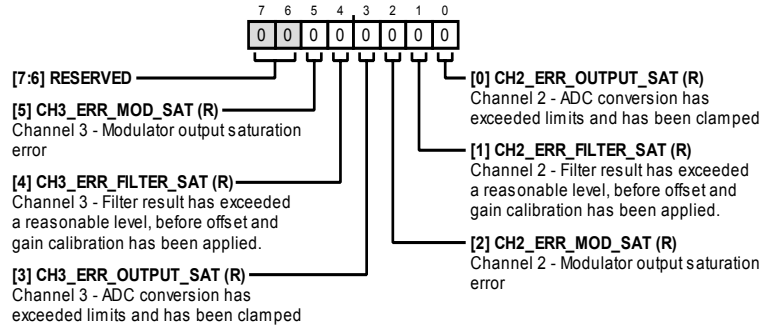 7 6 5 4 3 2 1 0
0 0 0 0 0 0 0 0
[7:6] RESERVED
[5] CH3_ERR_MOD_SAT (R)
Channel 3 - Modulator output saturation
error
[4] CH3_ERR_FILTER_SAT (R)
Channel 3 - Filter result has exceeded
a reasonable level, before offset and
gain calibration has been applied.
[3] CH3_ERR_OUTPUT_SAT (R)
Channel 3 - ADC conversion has
exceeded limits and has been clamped
[0] CH2_ERR_OUTPUT_SAT (R)
Channel 2 - ADC conversion has
exceeded limits and has been clamped
[1] CH2_ERR_FILTER_SAT (R)
Channel 2 - Filter result has exceeded
a reasonable level, before offset and
gain calibration has been applied.
[2] CH2_ERR_MOD_SAT (R)
Channel 2 - Modulator output saturation
error